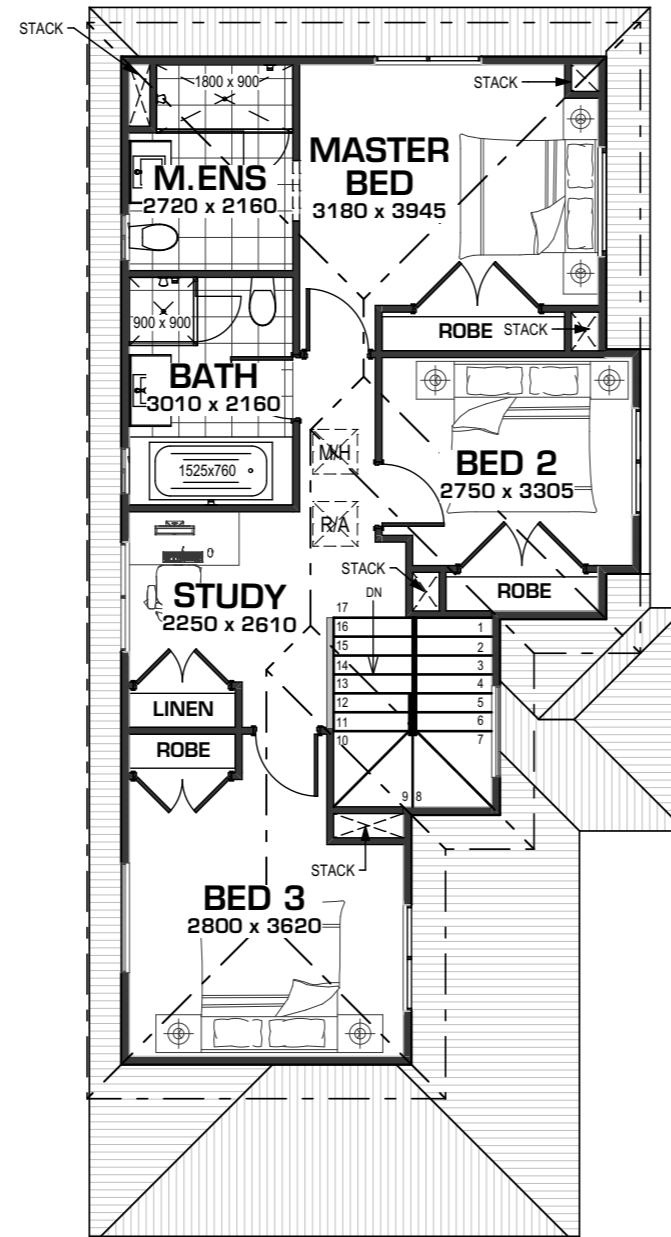 STACK
1800 x 900
STACK
M.ENS
2720 x 2160
MASTER
BED
3180 x 3945
900 x 900
ROBE
STACK
BATH
3010 x 2160
M/H
BED 2
2750 x 3305
1525x760
R/A
STACK
ROBE
DN
STUDY
2250 x 2610
17
16
15
14
13
12
11
10
9
8
1
2
3
4
5
6
7
LINEN
ROBE
STACK
BED 3
2800 x 3620